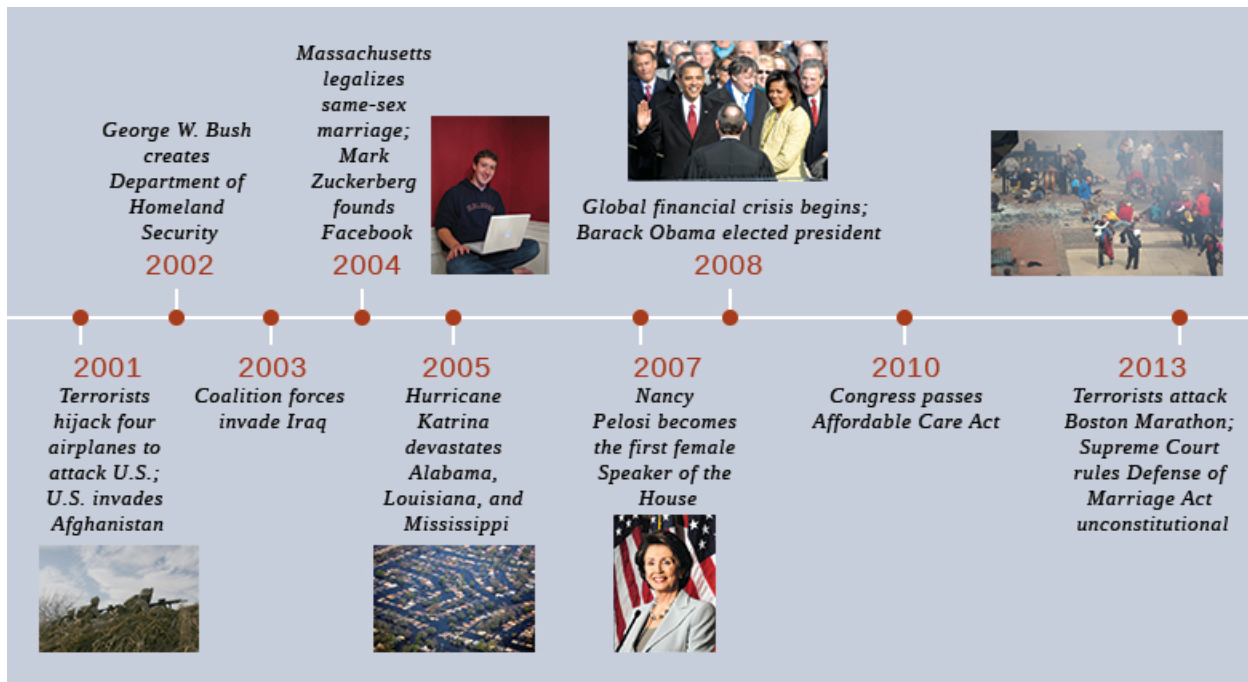 Massachusetts
legalizes
same-sex
marriage;
Mark
Zuckerberg
founds
Facebook
2004
George W. Bush
creates
Department of
Homeland
Security
2002
Global financial crisis begins;
Barack Obama elected president
2008
2001
Terrorists
hijack four
airplanes to
attack U.S.;
U.S. invades
Afghanistan
2003
Coalition forces
invade Iraq
2005
Hurricane
Katrina
devastates
Alabama,
Louisiana, and
Mississippi
2007
Nancy
Pelosi becomes
the first female
Speaker of the
House
2010
Congress passes
Affordable Care Act
2013
Terrorists attack
Boston Marathon;
Supreme Court
rules Defense of
Marriage Act
unconstitutional